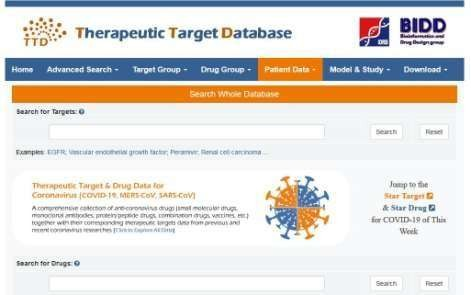 TTD
Therapeutic Target Database
BIDD
Bioinformatics and
Drug Design group
Home Advanced Search Target Group Drug Group Patient Data Model & Study Download
Search Whole Database
Search for Targets:
Search Reset
Examples: EGFR; Vascular endothelial growth factor; Peramivir; Renal cell carcinoma ...
Therapeutic Target & Drug Data for
Coronavirus (COVID-19, MERS-CoV, SARS-CoV)
A comprehensive collection of anti-coronavirus drugs (small molecular drugs,
monoclonal antibodies, protein/peptide drugs, combination drugs, vaccines, etc.)
together with their corresponding therapeutic targets data from previous and
recent coronavirus researches [Click to Explore All Data]
Jump to the
Star Target
& Star Drug
for COVID-19 of This
Week
Search for Drugs:
Search Reset